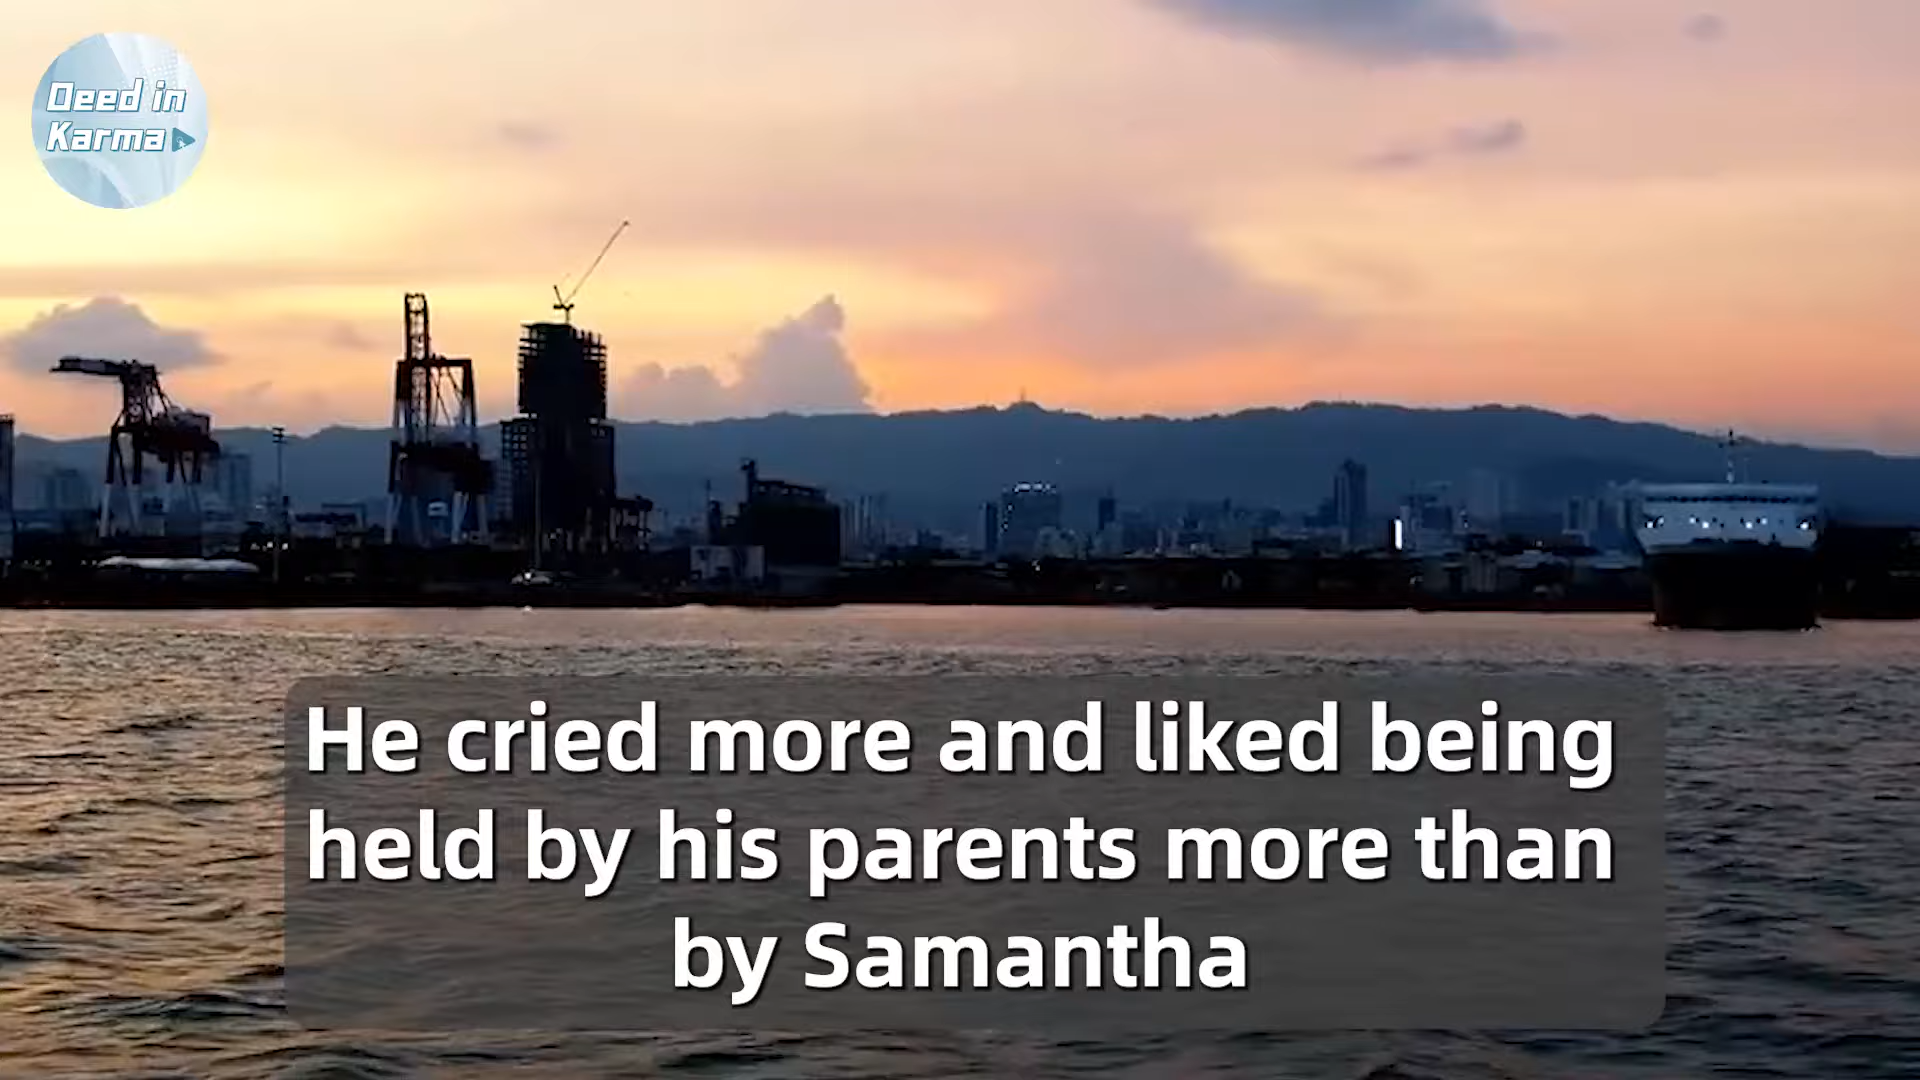 Deed in
Karma
He cried more and liked being
held by his parents more than
by Samantha